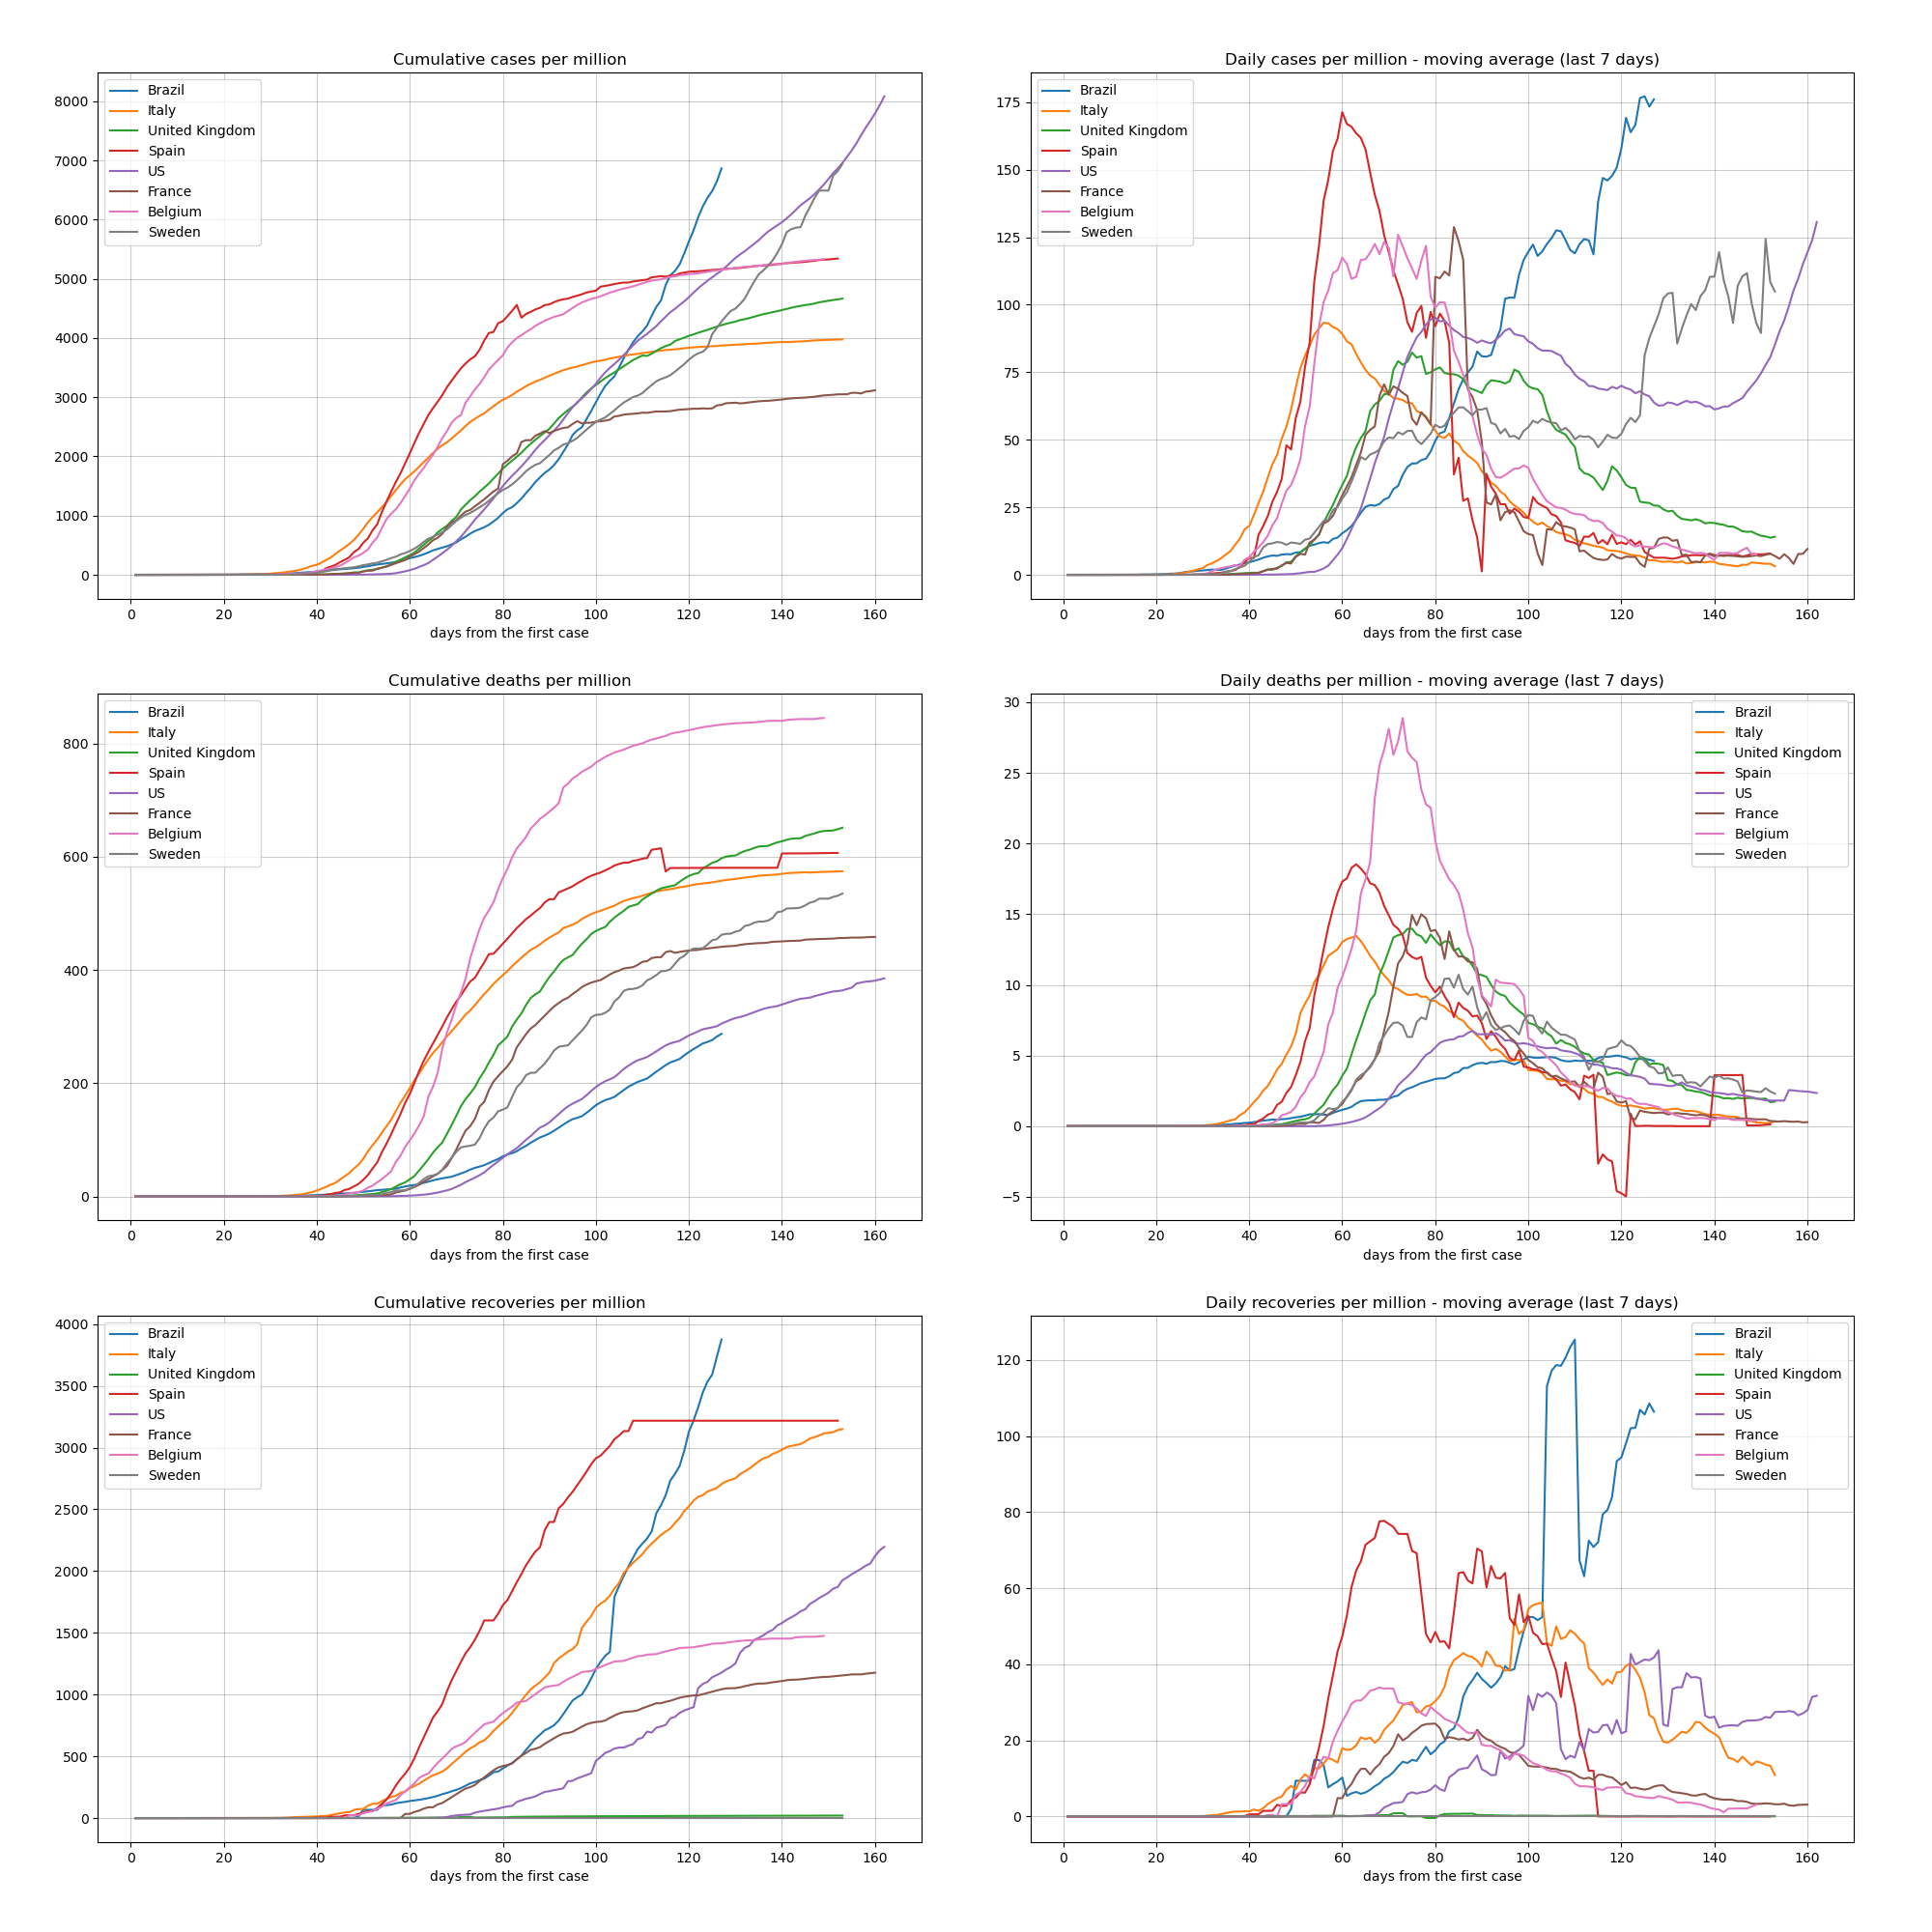 Cumulative cases per million
8000
7000
6000
5000
4000
3000
2000
1000
0
Brazil
Italy
United Kingdom
Spain
US
France
Belgium
Sweden
0 20 40 60 80 100 120 140 160
days from the first case
Daily cases per million - moving average (last 7 days)
175
150
125
100
75
50
25
0
Brazil
Italy
United Kingdom
Spain
US
France
Belgium
Sweden
0 20 40 60 80 100 120 140 160
days from the first case
Cumulative deaths per million
800
600
400
200
0
Brazil
Italy
United Kingdom
Spain
US
France
Belgium
Sweden
0 20 40 60 80 100 120 140 160
days from the first case
Daily deaths per million - moving average (last 7 days)
30
25
20
15
10
5
0
−5
Brazil
Italy
United Kingdom
Spain
US
France
Belgium
Sweden
0 20 40 60 80 100 120 140 160
days from the first case
Cumulative recoveries per million
4000
3500
3000
2500
2000
1500
1000
500
0
Brazil
Italy
United Kingdom
Spain
US
France
Belgium
Sweden
0 20 40 60 80 100 120 140 160
days from the first case
Daily recoveries per million - moving average (last 7 days)
120
100
80
60
40
20
0
Brazil
Italy
United Kingdom
Spain
US
France
Belgium
Sweden
0 20 40 60 80 100 120 140 160
days from the first case